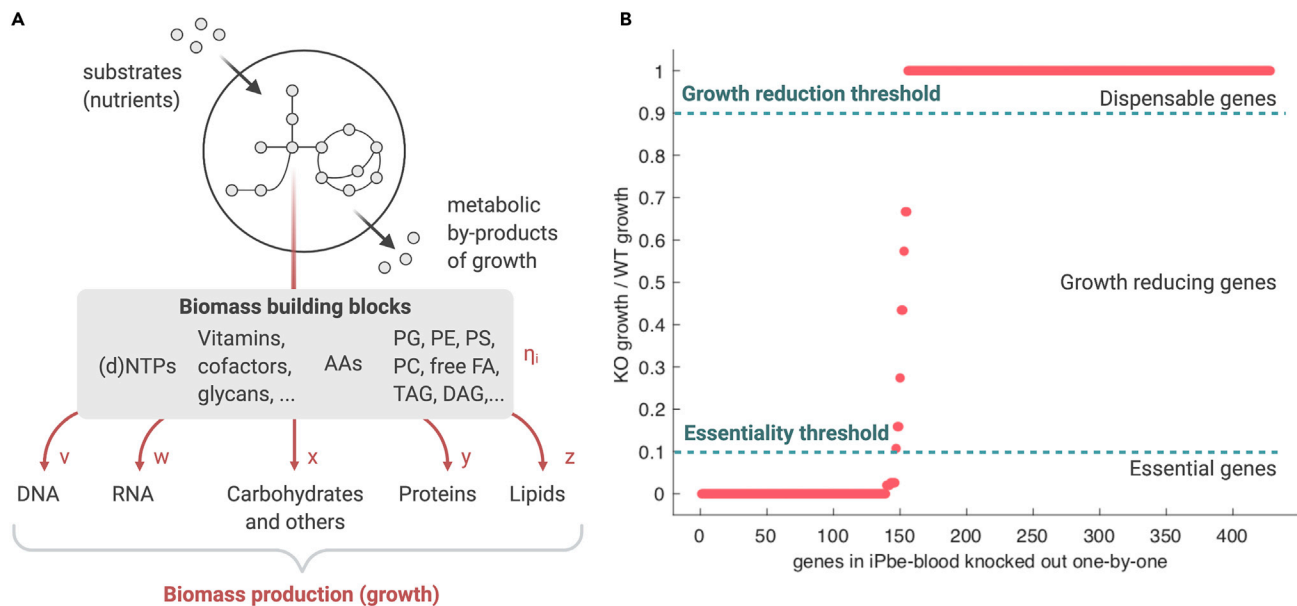 A
substrates
(nutrients)
metabolic
by-products
of growth
Biomass building blocks
(d)NTPs
Vitamins,
cofactors,
glycans, ...
AAs
PG, PE, PS,
PC, free FA,
TAG, DAG,...
ηi
v
w
x
y
z
DNA
RNA
Carbohydrates
and others
Proteins
Lipids
Biomass production (growth)
B
KO growth / WT growth
1
0.9
0.8
0.7
0.6
0.5
0.4
0.3
0.2
0.1
0
Growth reduction threshold
Dispensable genes
Growth reducing genes
Essentiality threshold
Essential genes
0 50 100 150 200 250 300 350 400
genes in iPbe-blood knocked out one-by-one